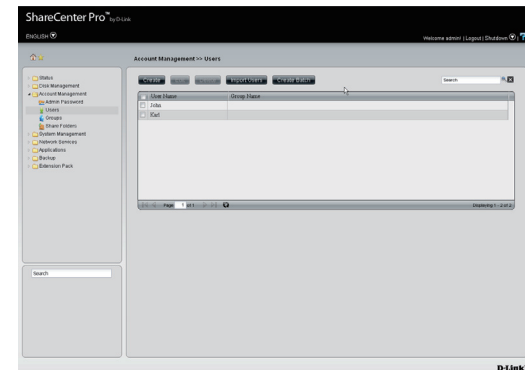 ShareCenter Pro™ by D-Link
ENGLISH
Welcome admin! | Logout | Shutdown | ?
Account Management >> Users
Status
Disk Management
Account Management
Admin Password
Users
Groups
Share Folders
System Management
Network Services
Applications
Backup
Extension Pack
Create Import Users Create Batch
Search
User Name Group Name
John
Page 1 of 1
Displaying 1 - 2 of 2
Search
D-Link